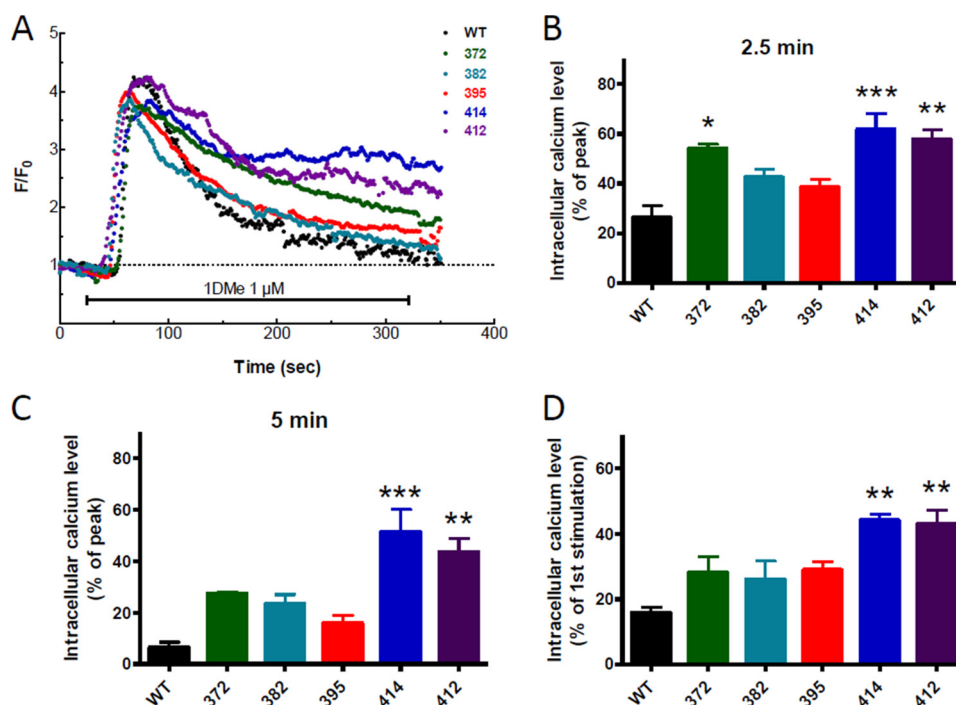 A
WT
372
382
395
414
412
5
4
3
2
1
F/F0
1DMe 1 µM
0
100
200
300
400
Time (sec)
B
2.5 min
Intracellular calcium level
(% of peak)
80
60
40
20
0
*
***
**
WT
372
382
395
414
412
C
5 min
Intracellular calcium level
(% of peak)
80
60
40
20
0
***
**
WT
372
382
395
414
412
D
Intracellular calcium level
(% of 1st stimulation)
60
40
20
0
**
**
WT
372
382
395
414
412